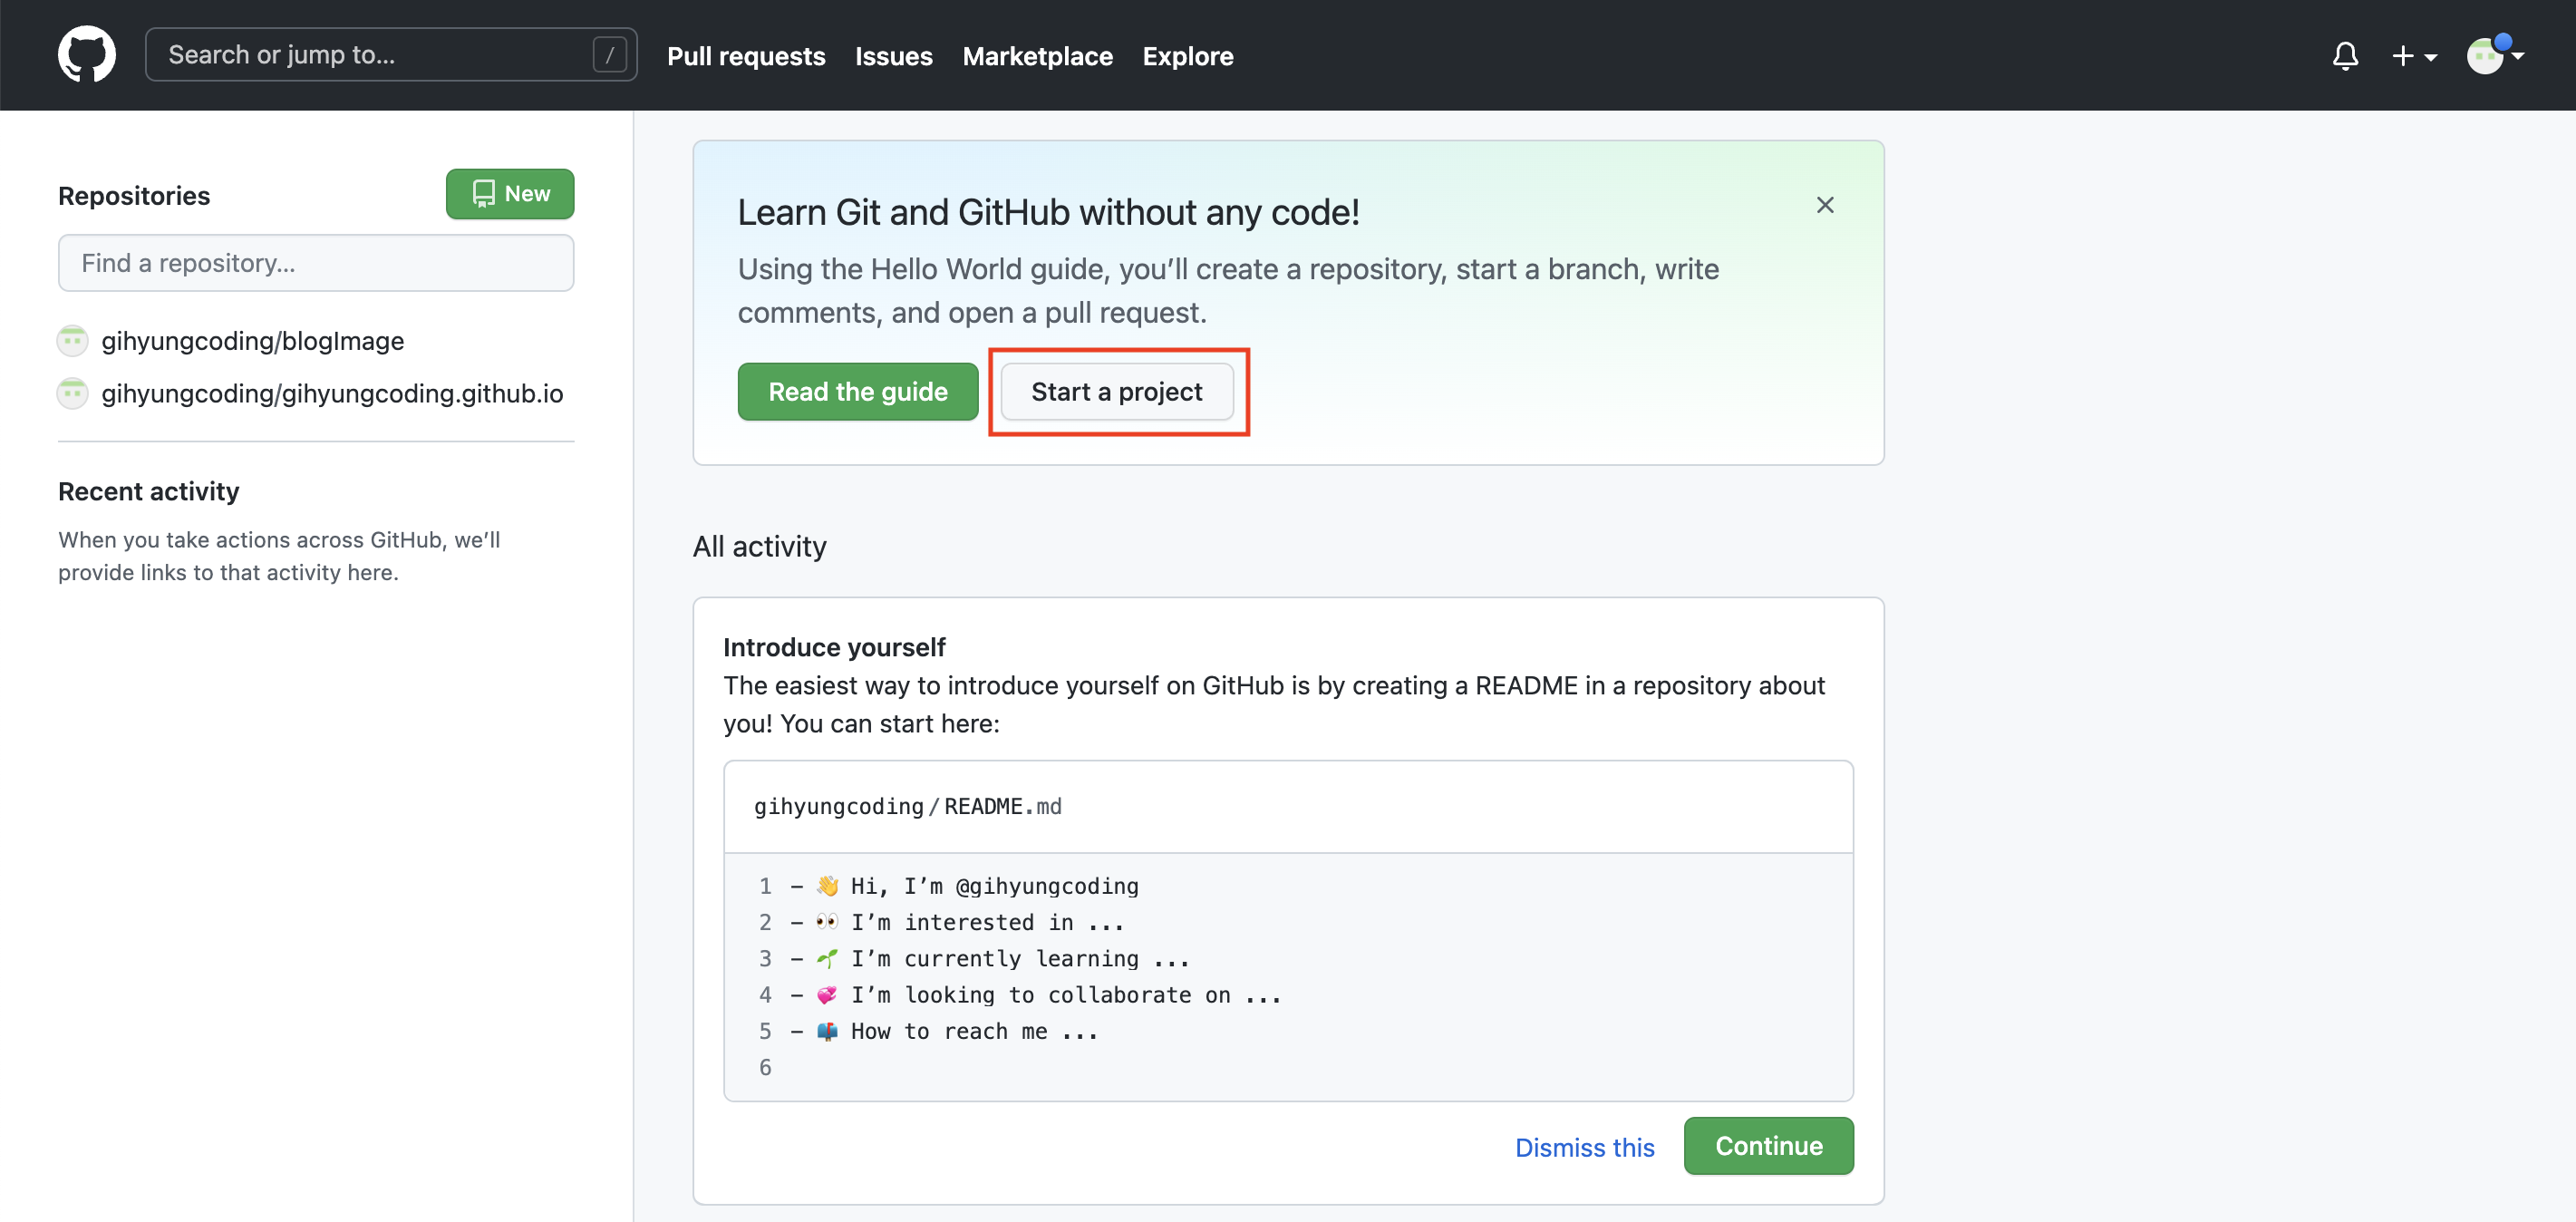 Search or jump to... /
Pull requests Issues Marketplace Explore
Repositories
New
Find a repository...
gihyungcoding/blogImage
gihyungcoding/gihyungcoding.github.io
Recent activity
When you take actions across GitHub, we’ll
provide links to that activity here.
Learn Git and GitHub without any code!
Using the Hello World guide, you’ll create a repository, start a branch, write
comments, and open a pull request.
Read the guide
Start a project
All activity
Introduce yourself
The easiest way to introduce yourself on GitHub is by creating a README in a repository about
you! You can start here:
gihyungcoding/README.md
1 - 👋 Hi, I’m @gihyungcoding
2 - 👀 I’m interested in ...
3 - 🌱 I’m currently learning ...
4 - 💞️ I’m looking to collaborate on ...
5 - 📫 How to reach me ...
6
Dismiss this
Continue